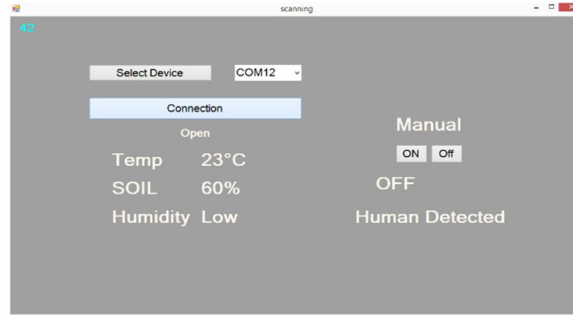 scanning
42
Select Device COM12
Connection
Open
Temp 23°C
SOIL 60%
Humidity Low
Manual
ON Off
OFF
Human Detected